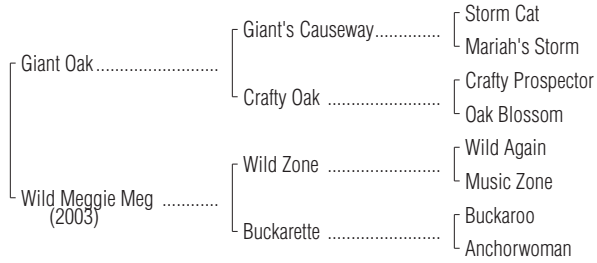 Storm Cat
Giant's Causeway..............
Mariah's Storm
Giant Oak..........................
Crafty Prospector
Crafty Oak ........................
Oak Blossom
Wild Again
Wild Zone ........................
Music Zone
Wild Meggie Meg ............
(2003)
Buckaroo
Buckarette ........................
Anchorwoman